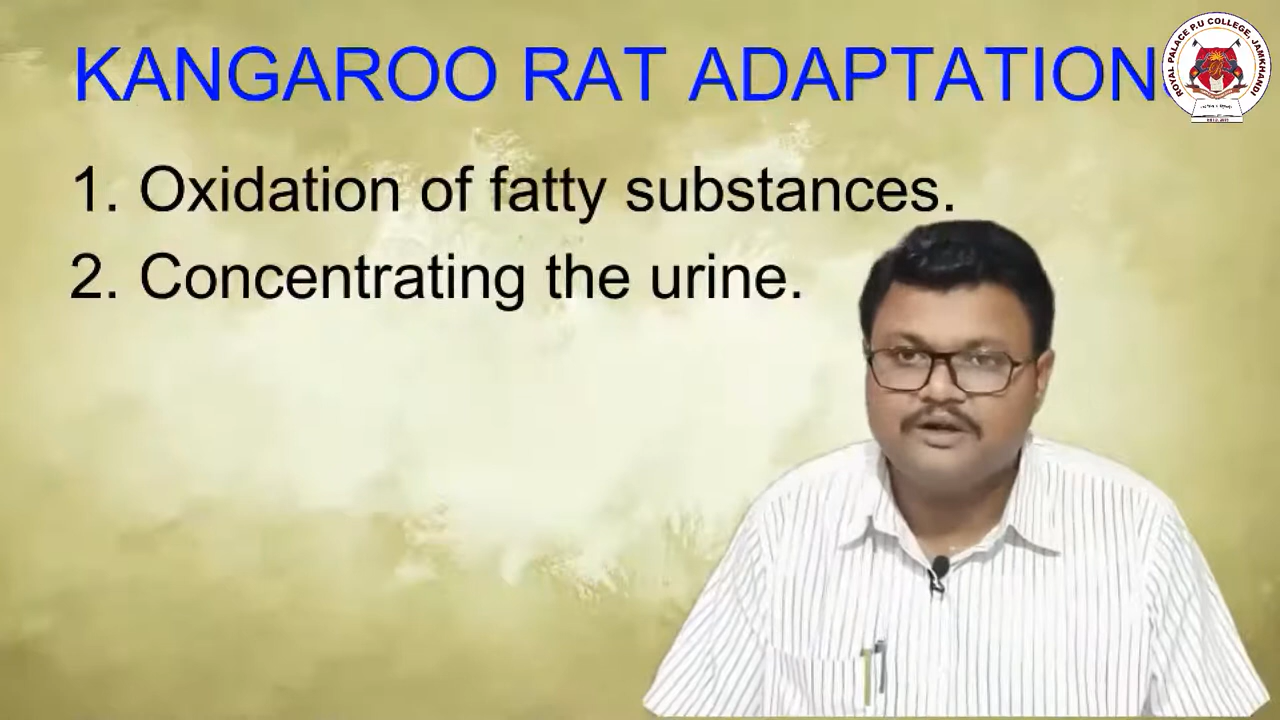 KANGAROO RAT ADAPTATION
ROYAL PALACE P.U COLLEGE, JAMKHANDI
1. Oxidation of fatty substances.
2. Concentrating the urine.